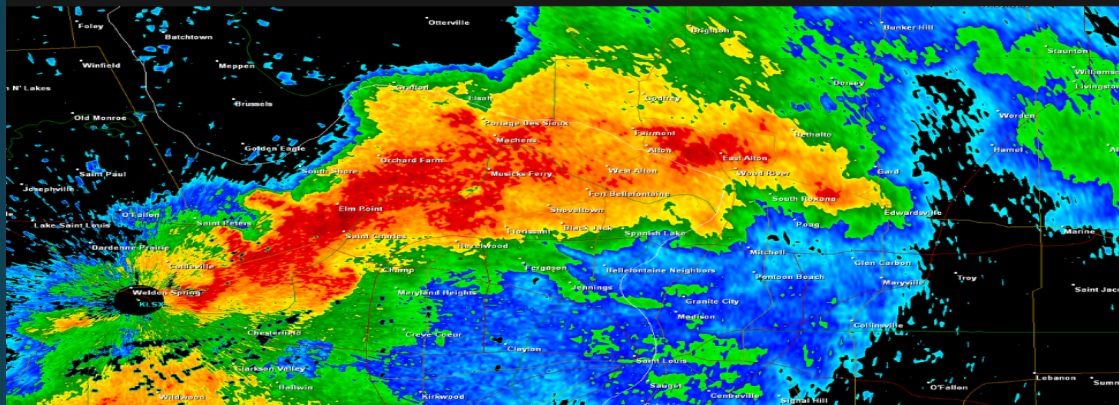 Foley
Otterville
Batchtown
Brighton
Bunker Hill
Staunton
Winfield
Meppen
Williamson
Livingston
n N' Lakes
Grafton
Dorsey
Elsah
Godfrey
Brussels
Old Monroe
Portage Des Sioux
Worden
Fairmont
Bethalto
Machens
Golden Eagle
Alton
Hamel
Al
Orchard Farm
East Alton
South Shore
West Alton
Wood River
Gard
Saint Paul
Musicks Ferry
Josephville
Fort Bellefontaine
South Roxana
Elm Point
Shoveltown
Edwardsville
O'Fallon
Saint Peters
Lake Saint Louis
Poag
Black Jack
Florissant
Spanish Lake
Marine
Saint Charles
Hazelwood
Dardenne Prairie
Mitchell
Glen Carbon
Cottleville
Champ
Ferguson
Bellefontaine Neighbors
Pontoon Beach
Troy
Maryville
Jennings
Saint Jac
Weldon Spring
Maryland Heights
KLSX
Granite City
Madison
Collinsville
Chesterfield
Creve Coeur
Clayton
Saint Louis
Clarkson Valley
Lebanon
Summ
Ballwin
Sauget
O'Fallon
Wildwood
Kirkwood
Centreville
Signal Hill